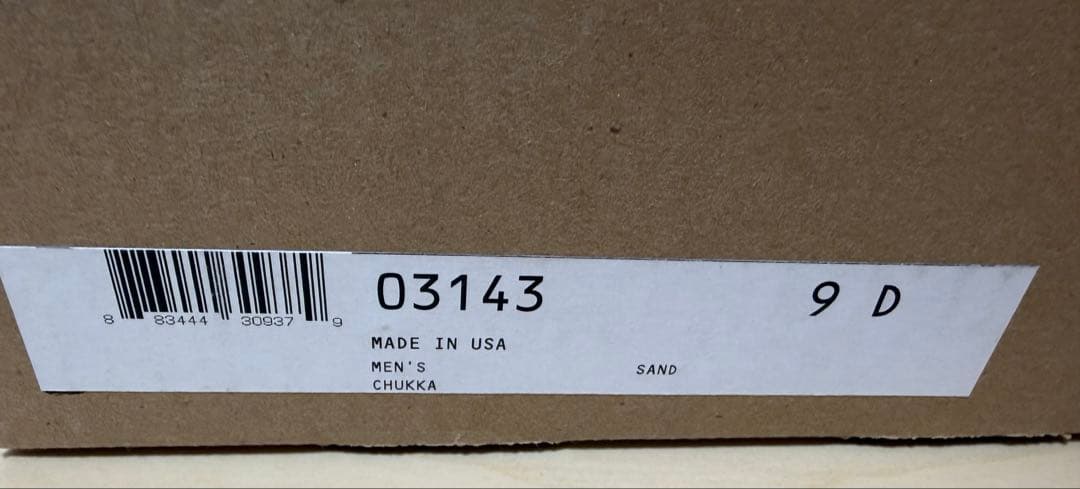 8 83444 30937 9
03143
9 D
MADE IN USA
MEN'S
SAND
CHUKKA